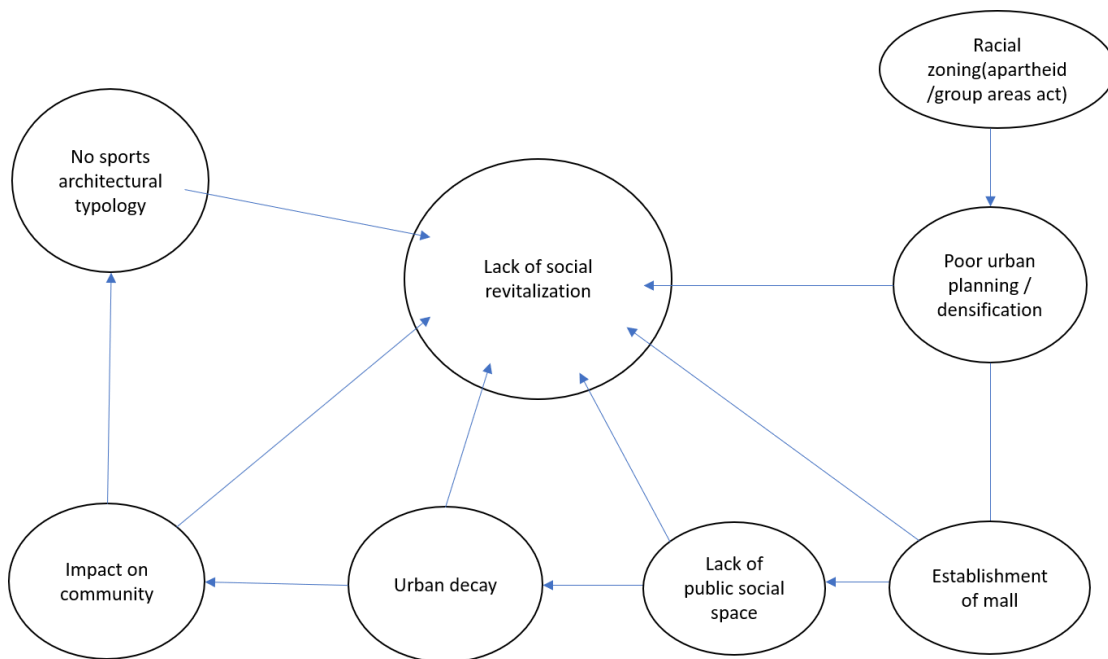 Racial
zoning(apartheid
/group areas act)
No sports
architectural
typology
Lack of social
revitalization
Poor urban
planning /
densification
Impact on
community
Urban decay
Lack of
public social
space
Establishment
of mall